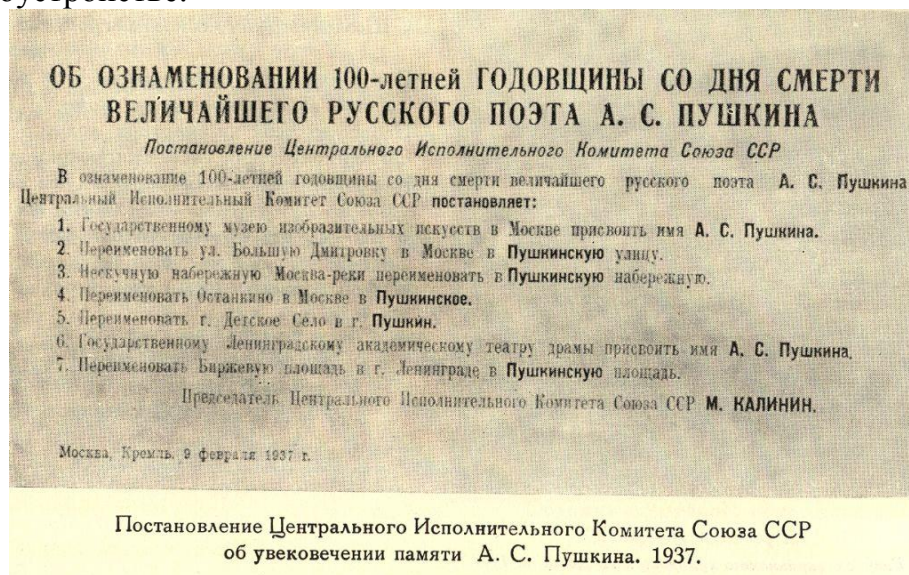 оустройстве.
ОБ ОЗНАМЕНОВАНИИ 100-летней ГОДОВЩИНЫ СО ДНЯ СМЕРТИ
ВЕЛИЧАЙШЕГО РУССКОГО ПОЭТА А. С. ПУШКИНА
Постановление Центрального Исполнительного Комитета Союза ССР
В ознаменование 100-летней годовщины со дня смерти величайшего русского поэта А. С. Пушкина
Центральный Исполнительный Комитет Союза ССР постановляет:
1. Государственному музею изобразительных искусств в Москве присвоить имя А. С. Пушкина.
2. Переименовать ул. Большую Дмитровку в Москве в Пушкинскую улицу.
3. Нескучную набережную Москва-реки переименовать в Пушкинскую набережную.
4. Переименовать Останкино в Москве в Пушкинское.
5. Переименовать г. Детское Село в г. Пушкин.
6. Государственному Ленинградскому академическому театру драмы присвоить имя А. С. Пушкина.
7. Переименовать Биржевую площадь в г. Ленинграде в Пушкинскую площадь.
Председатель Центрального Исполнительного Комитета Союза ССР М. КАЛИНИН.
Москва, Кремль. 9 февраля 1937 г.
Постановление Центрального Исполнительного Комитета Союза ССР
об увековечении памяти А. С. Пушкина. 1937.